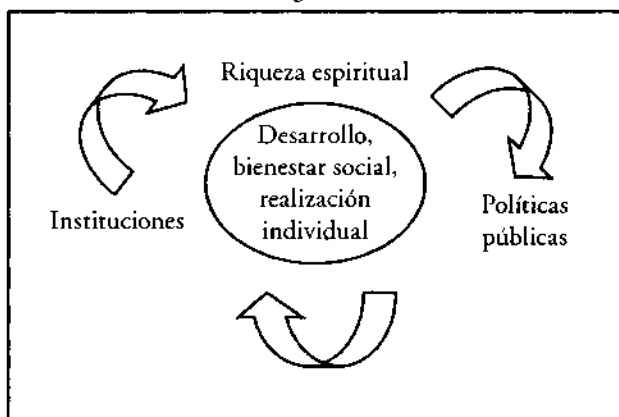 Riqueza espiritual
Desarrollo,
bienestar social,
realización
individual
Instituciones
Políticas
públicas